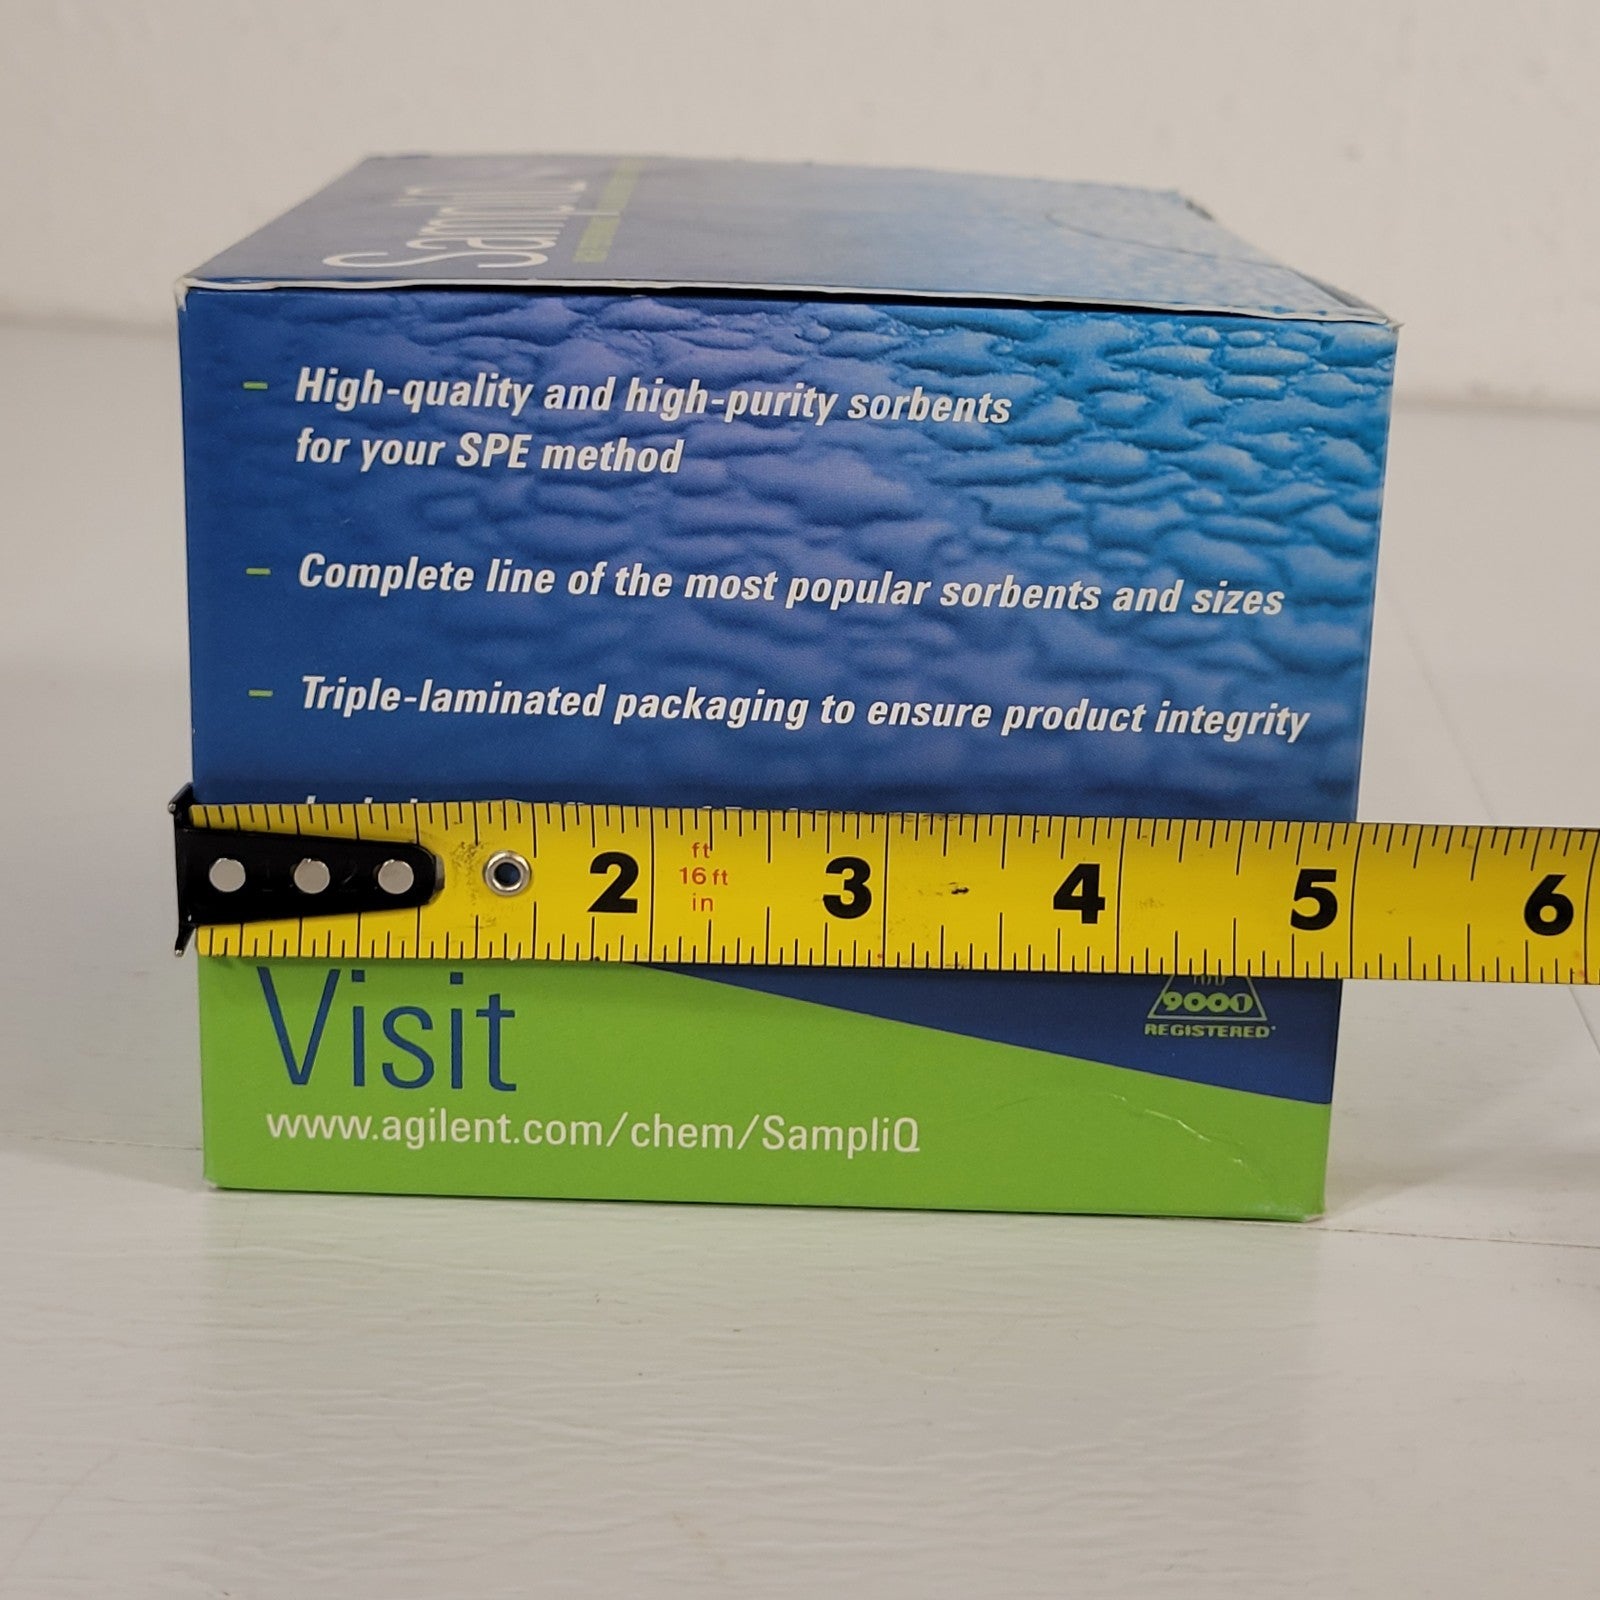 SampliQ
– High-quality and high-purity sorbents
for your SPE method
– Complete line of the most popular sorbents and sizes
– Triple-laminated packaging to ensure product integrity
2 ft 3 4 5 6
16 ft
in
9001
REGISTERED
Visit
www.agilent.com/chem/SampliQ